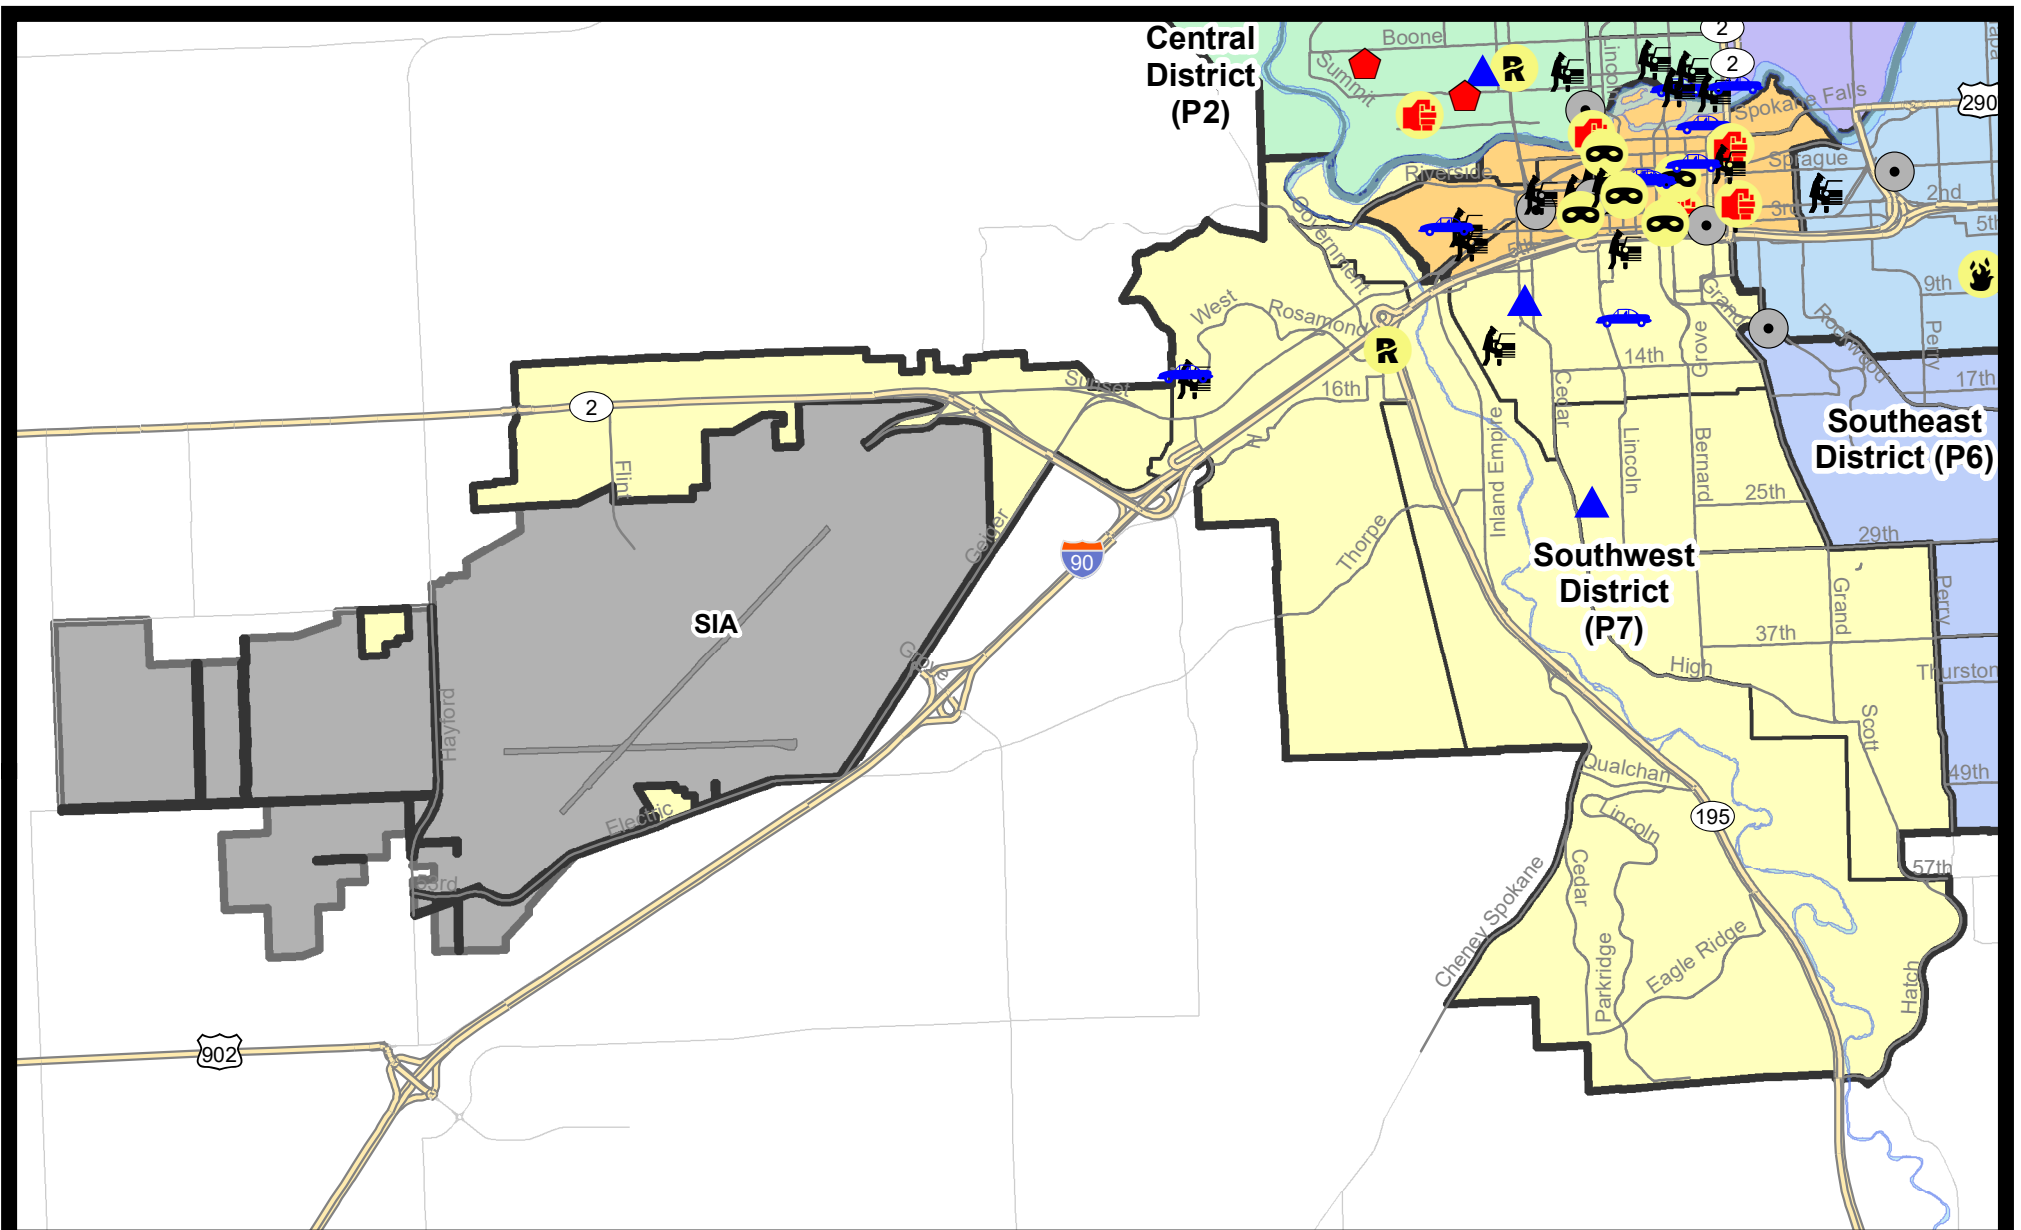 Central
District
(P2)
Boone
Summit
Lincoln
2
2
290
Spokane Falls
Sprague
Riverside
2nd
3rd
5th
5th
9th
Government
West
Rosamond
Grand
Rockwood
Perry
Grove
14th
17th
16th
Sunset
2
Flint
Cedar
Inland Empire
Lincoln
Bernard
25th
29th
Southeast
District (P6)
Geiger
90
Thorpe
Southwest
District
(P7)
SIA
Grove
Hayford
Grand
Perry
37th
High
Thurston
Scott
49th
Qualchan
Lincoln
195
Electric
53rd
57th
Cheney Spokane
Cedar
Parkridge
Eagle Ridge
Hatch
902
R
R